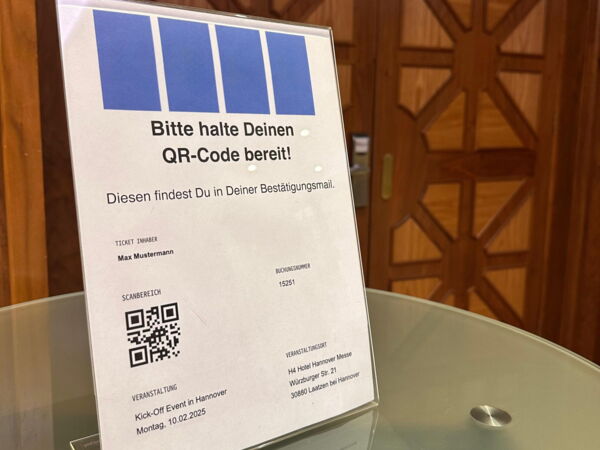 Bitte halte Deinen
QR-Code bereit!
Diesen findest Du in Deiner Bestätigungsmail.
TICKET INHABER
Max Mustermann
BUCHUNGSNUMMER
15251
SCANBEREICH
VERANSTALTUNG
Kick-Off Event in Hannover
Montag, 10.02.2025
VERANSTALTUNGSORT
H4 Hotel Hannover Messe
Würzburger Str. 21
30880 Laatzen bei Hannover